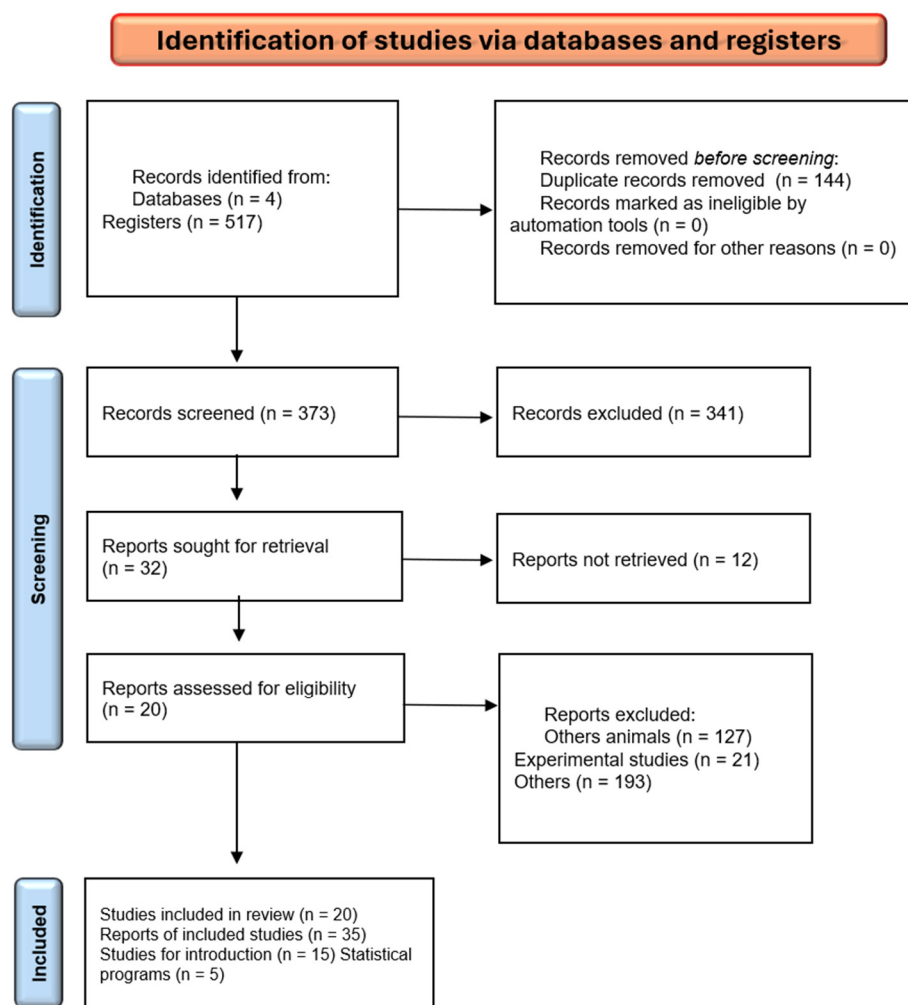 Identification of studies via databases and registers
Identification
Records identified from:
Databases (n = 4)
Registers (n = 517)
Records removed before screening:
Duplicate records removed (n = 144)
Records marked as ineligible by
automation tools (n = 0)
Records removed for other reasons (n = 0)
Screening
Records screened (n = 373)
Records excluded (n = 341)
Reports sought for retrieval
(n = 32)
Reports not retrieved (n = 12)
Reports assessed for eligibility
(n = 20)
Reports excluded:
Others animals (n = 127)
Experimental studies (n = 21)
Others (n = 193)
Included
Studies included in review (n = 20)
Reports of included studies (n = 35)
Studies for introduction (n = 15) Statistical
programs (n = 5)